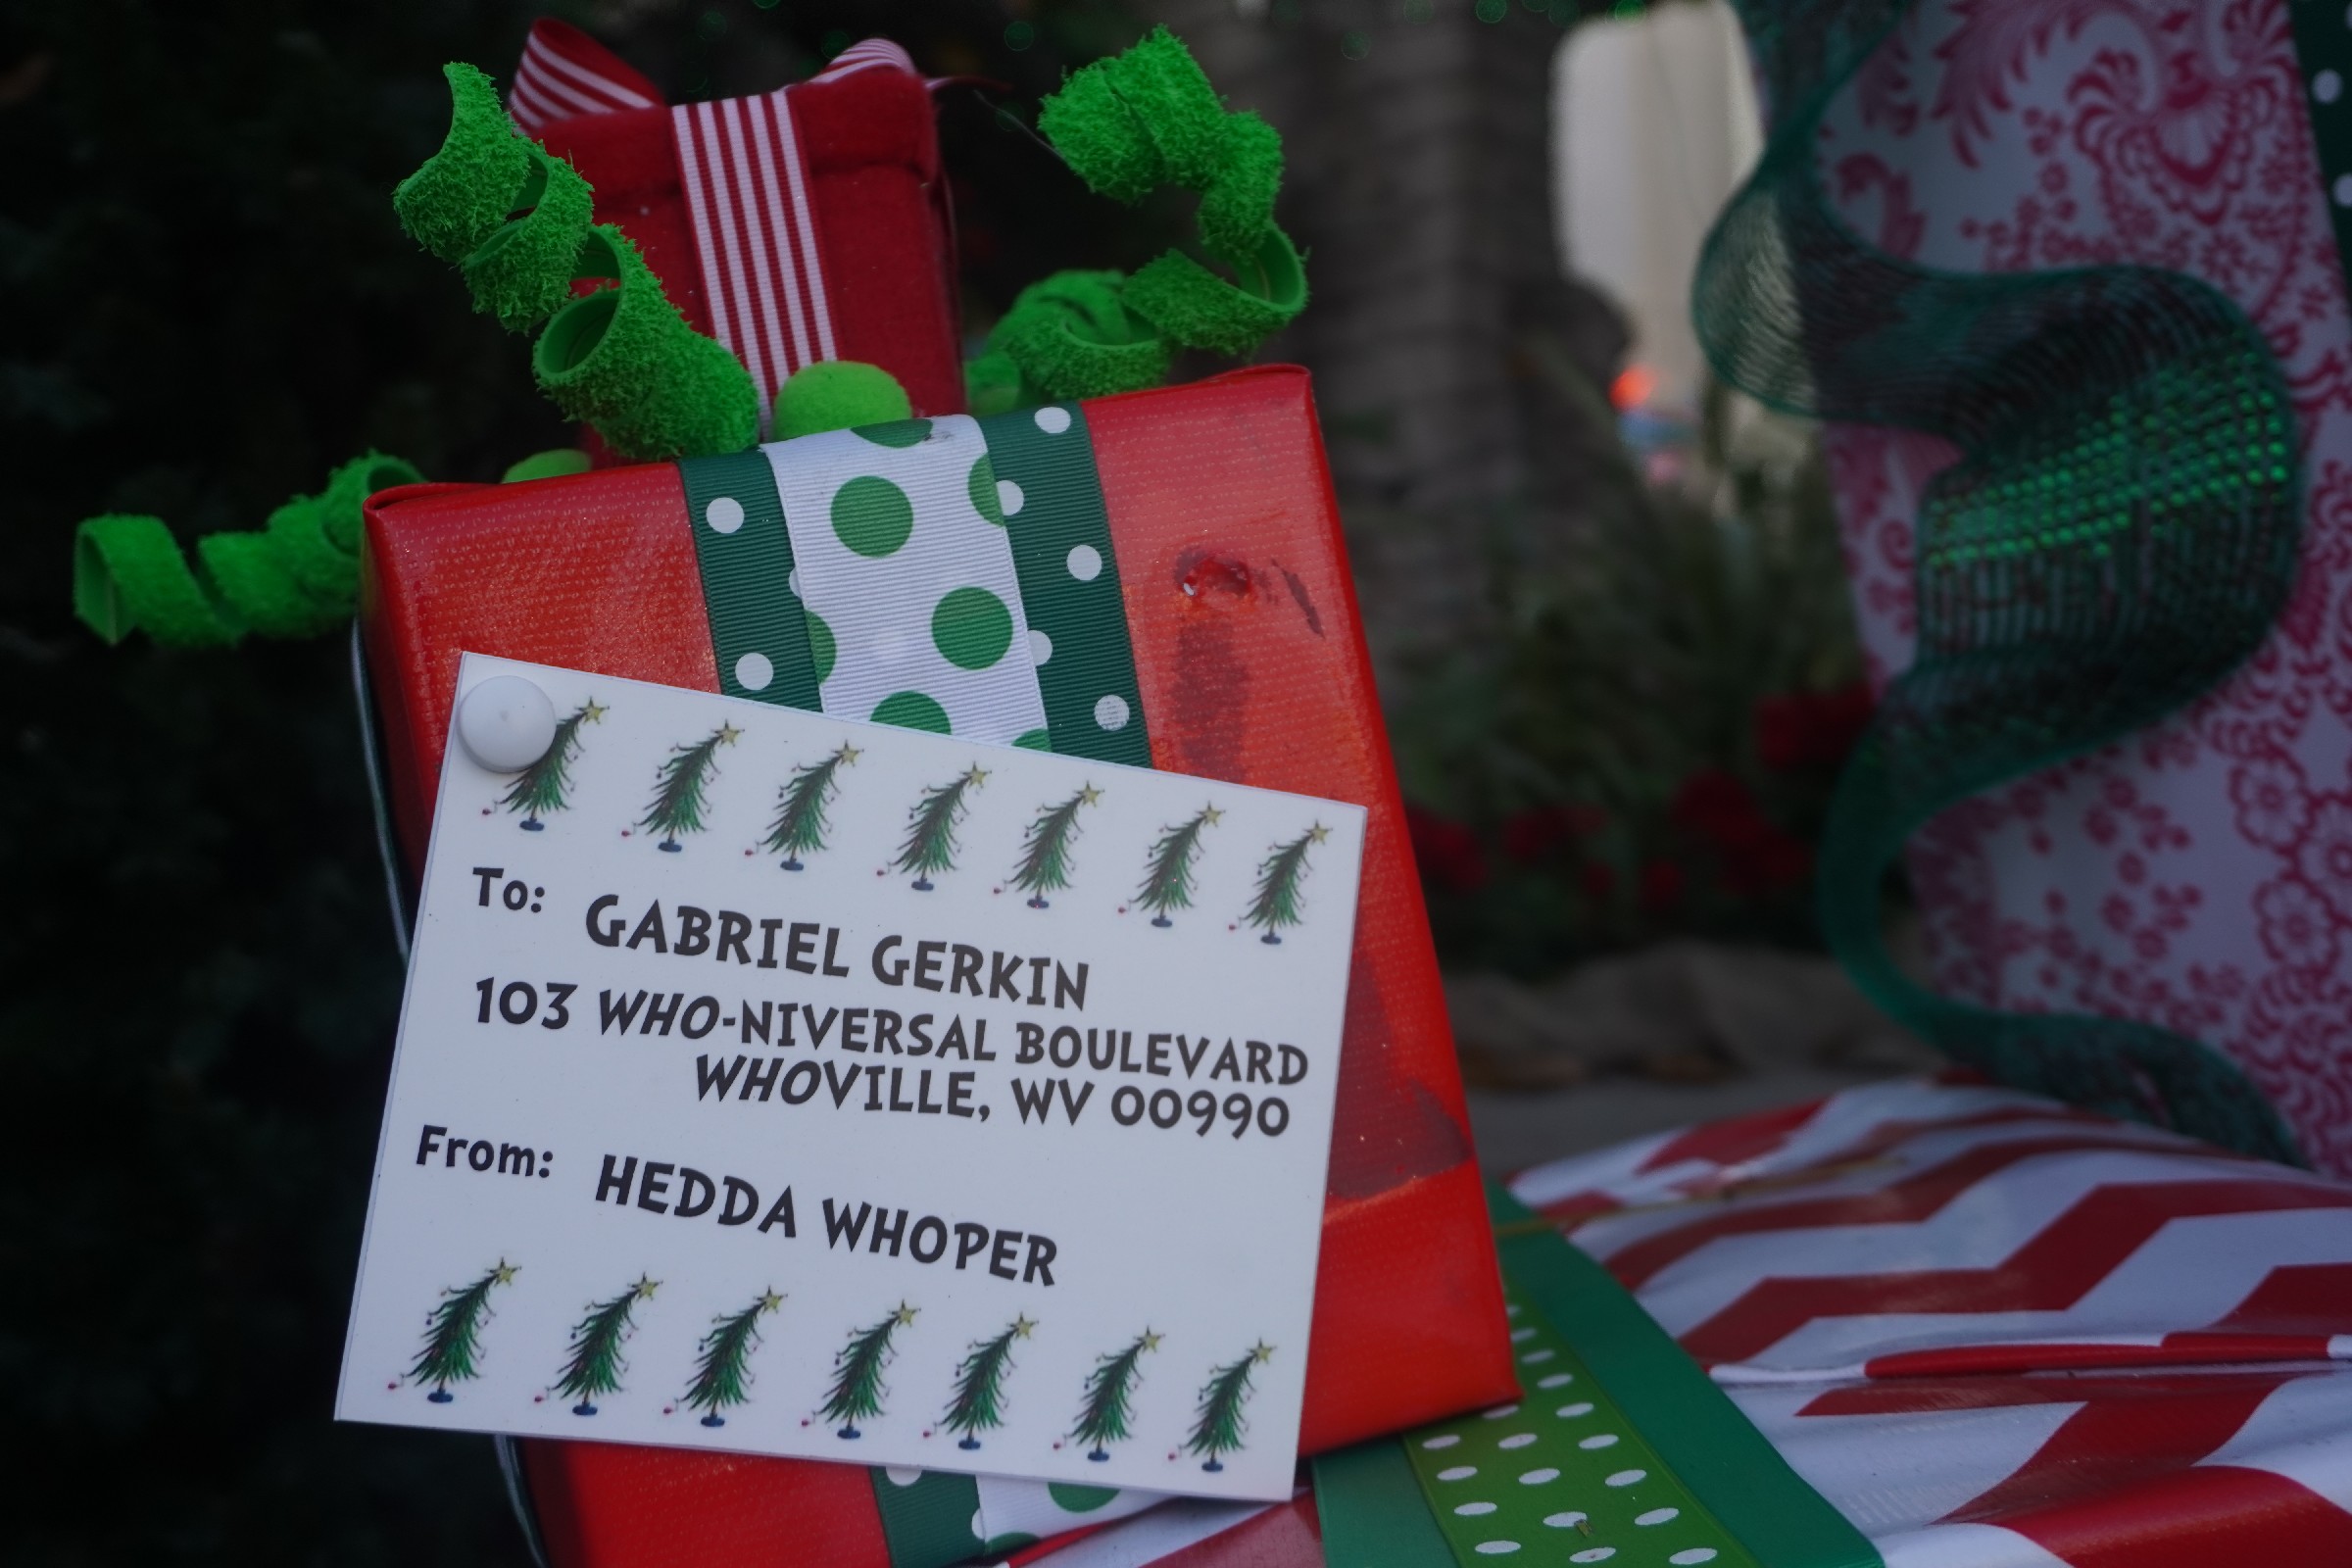 To: GABRIEL GERKIN
103 WHO-NIVERSAL BOULEVARD
WHOVILLE, WV 00990
From: HEDDA WHOPER